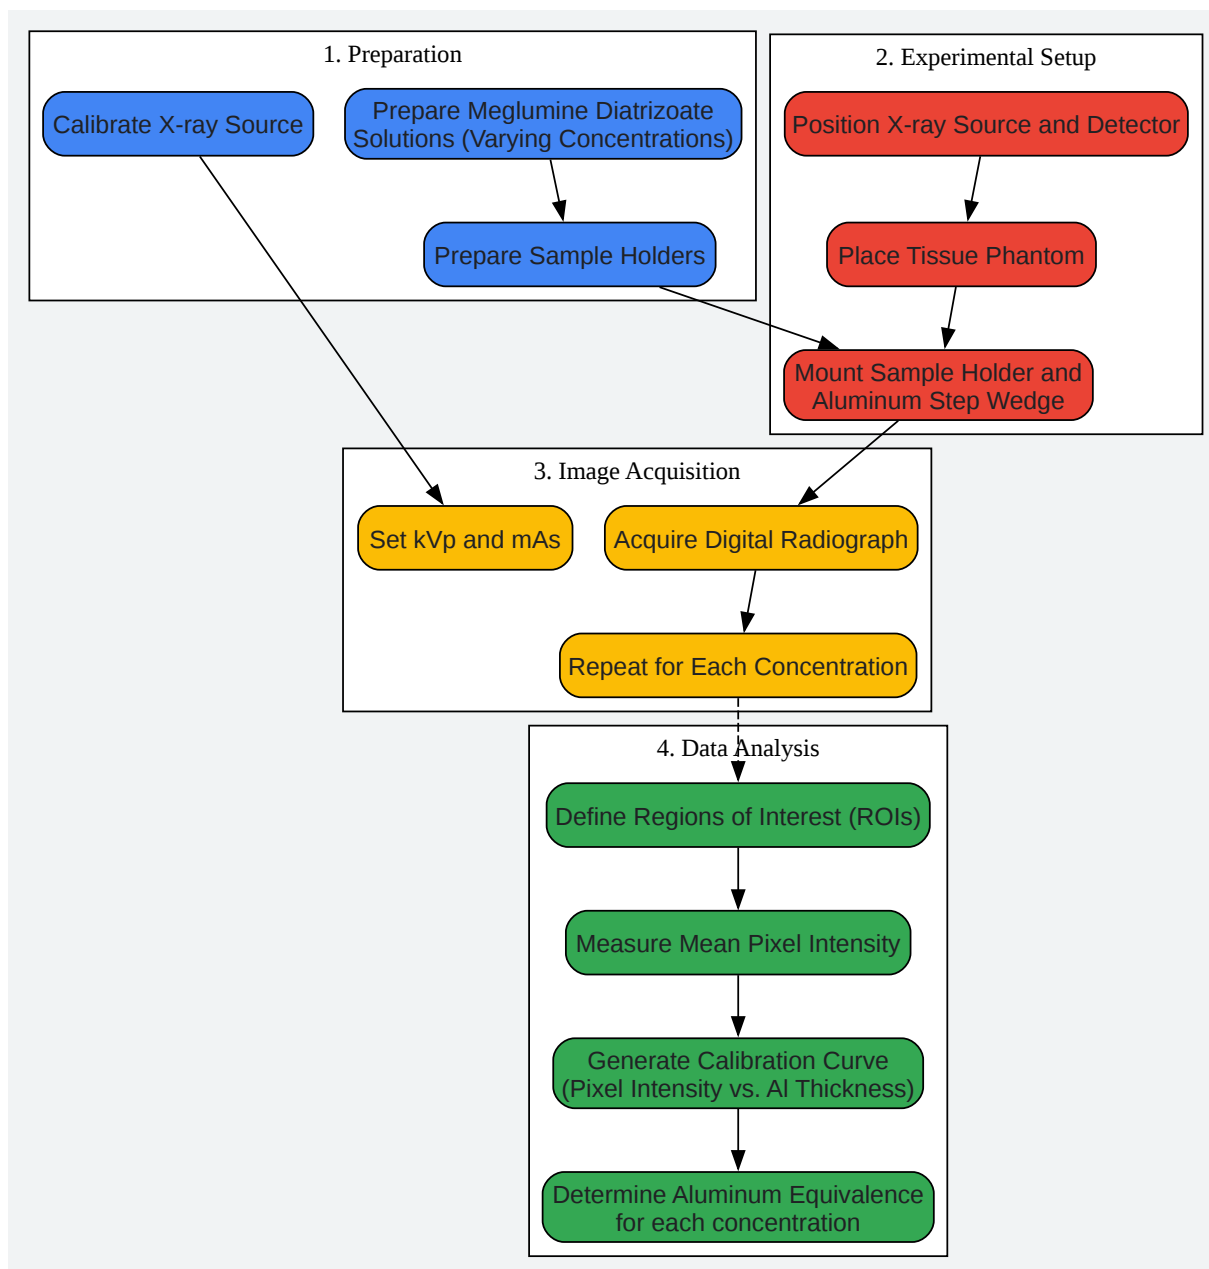 1. Preparation
Calibrate X-ray Source
Prepare Meglumine Diatrizoate
Solutions (Varying Concentrations)
Prepare Sample Holders
2. Experimental Setup
Position X-ray Source and Detector
Place Tissue Phantom
Mount Sample Holder and
Aluminum Step Wedge
3. Image Acquisition
Set kVp and mAs
Acquire Digital Radiograph
Repeat for Each Concentration
4. Data Analysis
Define Regions of Interest (ROIs)
Measure Mean Pixel Intensity
Generate Calibration Curve
(Pixel Intensity vs. Al Thickness)
Determine Aluminum Equivalence
for each concentration